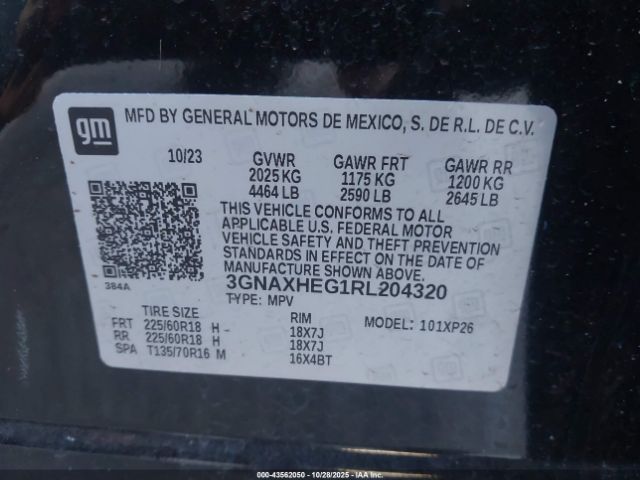 gm
MFD BY GENERAL MOTORS DE MEXICO, S. DE R.L. DE C.V.
10/23 GVWR GAWR FRT GAWR RR
2025 KG 1175 KG 1200 KG
4464 LB 2590 LB 2645 LB
THIS VEHICLE CONFORMS TO ALL
APPLICABLE U.S. FEDERAL MOTOR
VEHICLE SAFETY AND THEFT PREVENTION
STANDARDS IN EFFECT ON THE DATE OF
MANUFACTURE SHOWN ABOVE.
384A
3GNAXHEG1RL204320
TYPE: MPV
TIRE SIZE RIM MODEL: 101XP26
FRT 225/60R18 H - 18X7J
RR 225/60R18 H - 18X7J
SPA T135/70R16 M 16X4BT
000-43562050 | 10/28/2025 | IAAI.COM